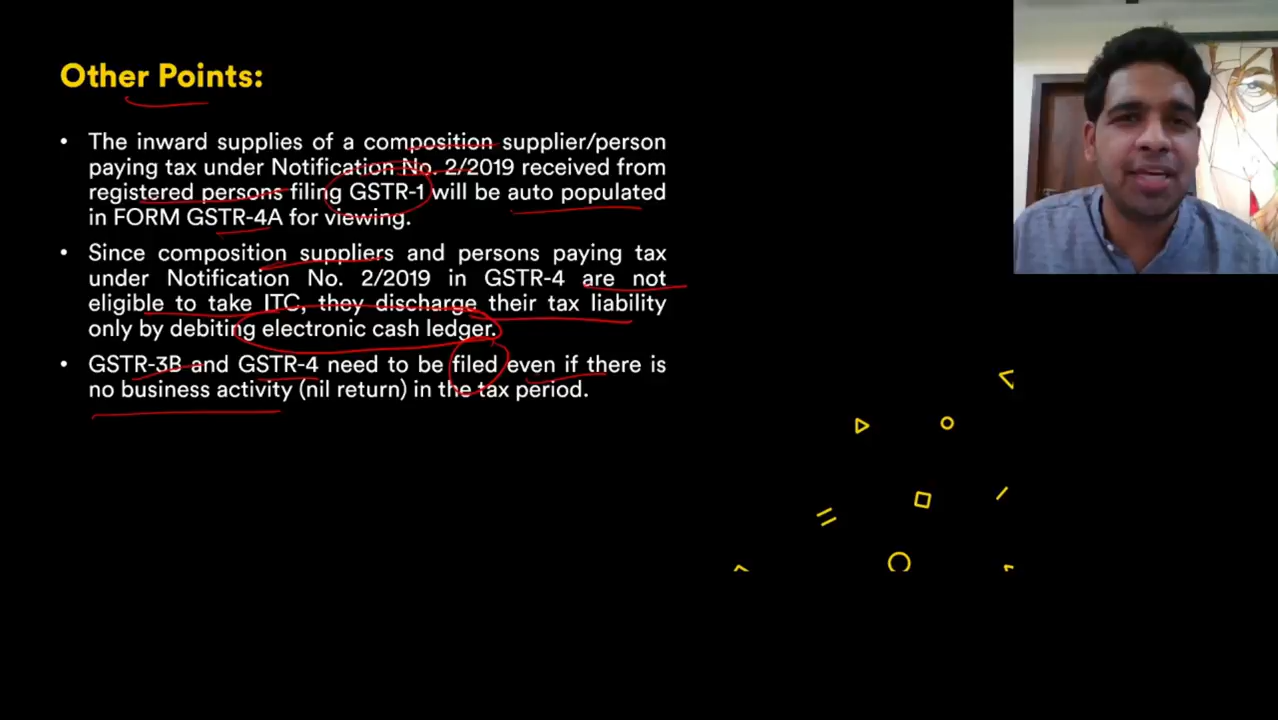 Other Points:
• The inward supplies of a composition supplier/person
paying tax under Notification No. 2/2019 received from
registered persons filing GSTR-1 will be auto populated
in FORM GSTR-4A for viewing.
• Since composition suppliers and persons paying tax
under Notification No. 2/2019 in GSTR-4 are not
eligible to take ITC, they discharge their tax liability
only by debiting electronic cash ledger.
• GSTR-3B and GSTR-4 need to be filed even if there is
no business activity (nil return) in the tax period.